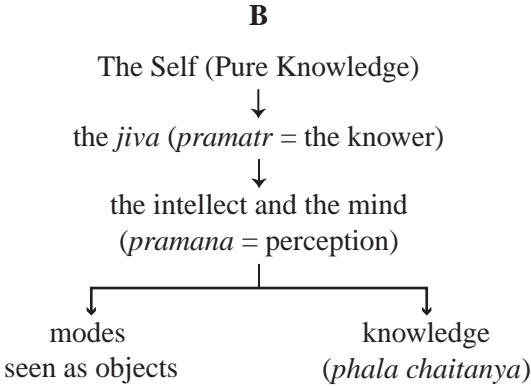 B
The Self (Pure Knowledge)
the jiva (pramatr = the knower)
the intellect and the mind
(pramana = perception)
modes
seen as objects
knowledge
(phala chaitanya)